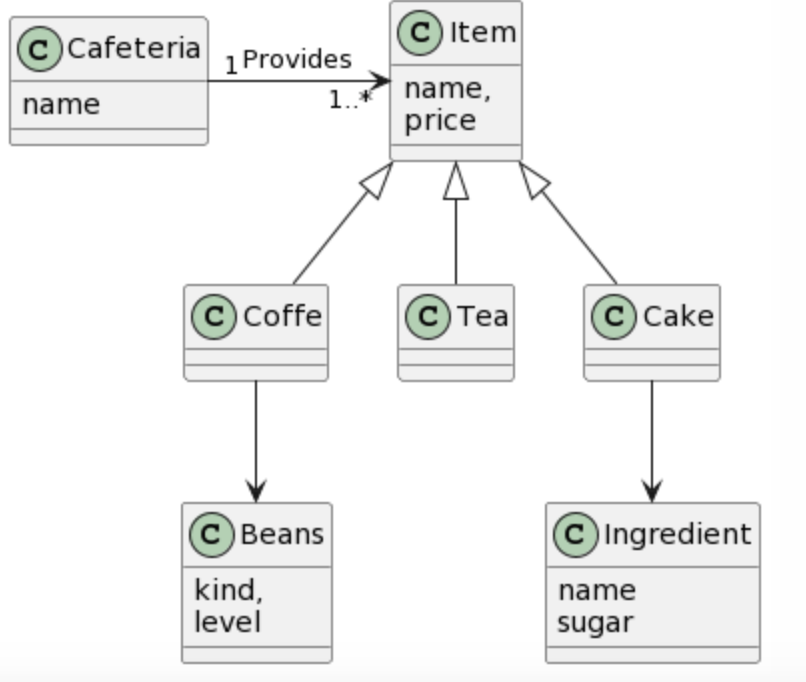 C Cafeteria
name
1 Provides
1..*
C Item
name,
price
C Coffe
C Tea
C Cake
C Beans
kind,
level
C Ingredient
name
sugar